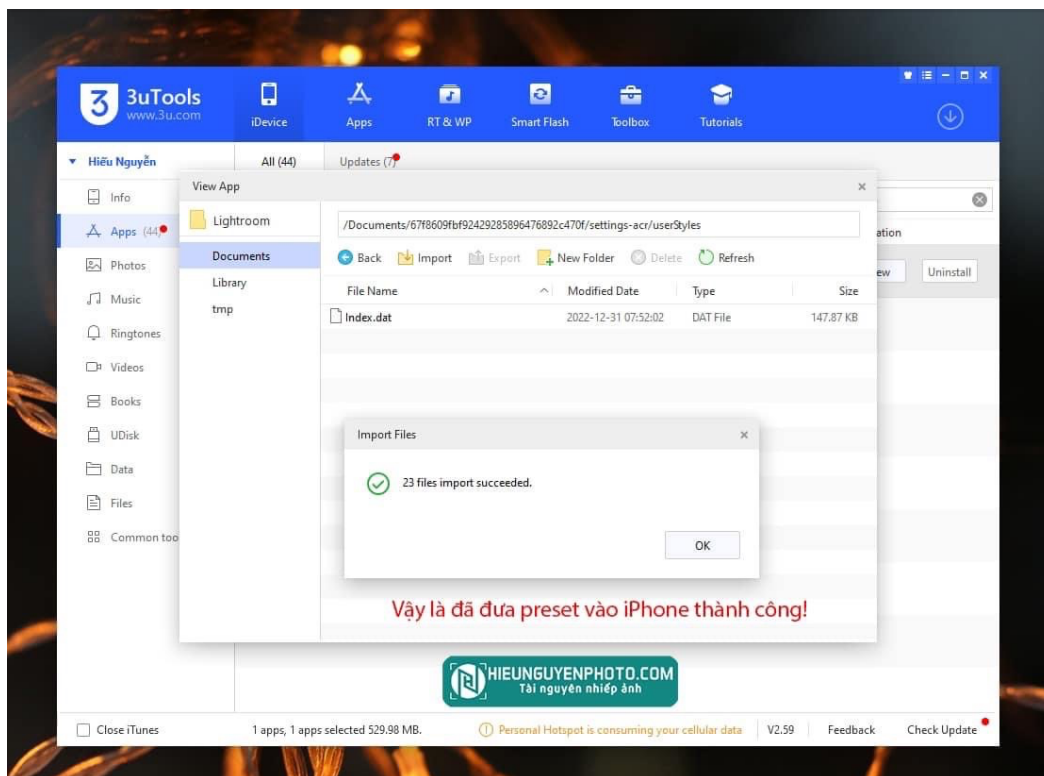 3uTools
www.3u.com
iDevice
Apps
RT & WP
Smart Flash
Toolbox
Tutorials
Hiếu Nguyễn
All (44)
Updates (7)
Info
Apps (44)
Photos
Music
Ringtones
Videos
Books
UDisk
Data
Files
Common too
ation
ew
Uninstall
View App
Lightroom
/Documents/67f8609fbf92429285896476892c470f/settings-acr/userStyles
Documents
Library
tmp
Back
Import
Export
New Folder
Delete
Refresh
File Name
Modified Date
Type
Size
Index.dat
2022-12-31 07:52:02
DAT File
147.87 KB
Import Files
23 files import succeeded.
OK
Vậy là đã đưa preset vào iPhone thành công!
HIEUNGUYENPHOTO.COM
Tài nguyên nhiếp ảnh
Close iTunes
1 apps, 1 apps selected 529.98 MB.
Personal Hotspot is consuming your cellular data
V2.59
Feedback
Check Update